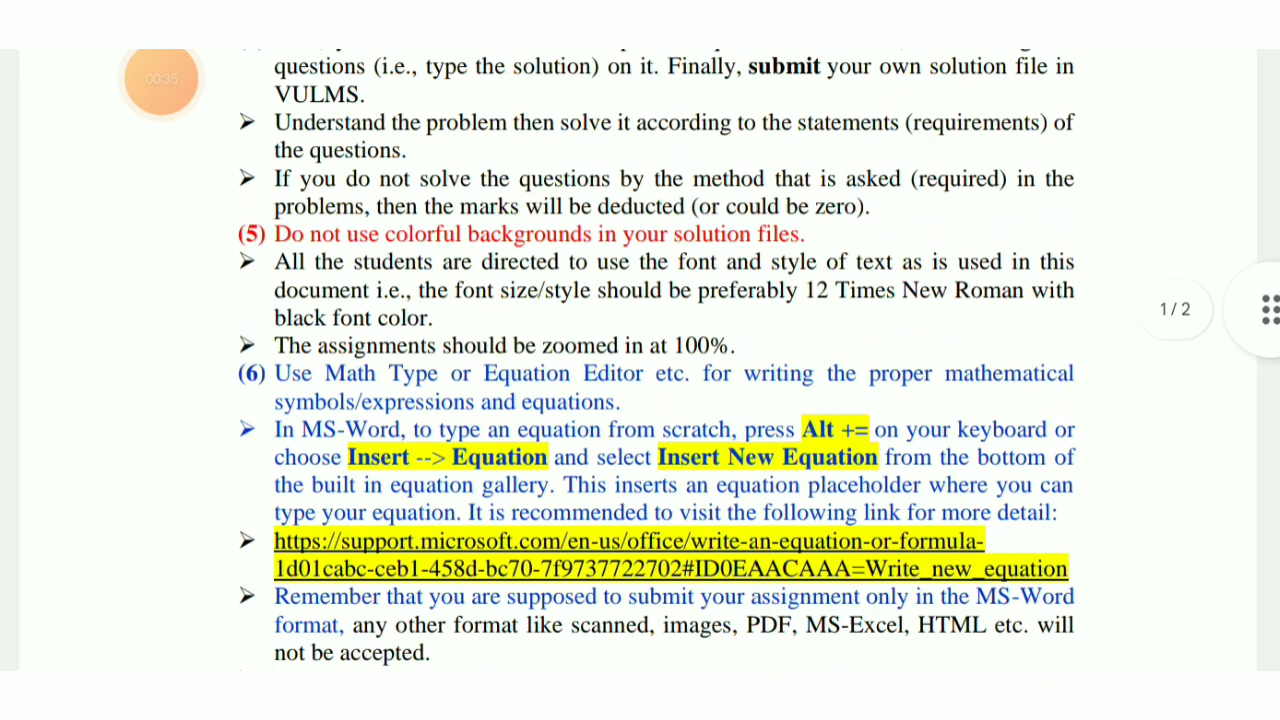 00:35
questions (i.e., type the solution) on it. Finally, submit your own solution file in
VULMS.
➢ Understand the problem then solve it according to the statements (requirements) of
the questions.
➢ If you do not solve the questions by the method that is asked (required) in the
problems, then the marks will be deducted (or could be zero).
(5) Do not use colorful backgrounds in your solution files.
➢ All the students are directed to use the font and style of text as is used in this
document i.e., the font size/style should be preferably 12 Times New Roman with
black font color.
➢ The assignments should be zoomed in at 100%.
(6) Use Math Type or Equation Editor etc. for writing the proper mathematical
symbols/expressions and equations.
➢ In MS-Word, to type an equation from scratch, press Alt += on your keyboard or
choose Insert --> Equation and select Insert New Equation from the bottom of
the built in equation gallery. This inserts an equation placeholder where you can
type your equation. It is recommended to visit the following link for more detail:
➢ https://support.microsoft.com/en-us/office/write-an-equation-or-formula-
1d01cabc-ceb1-458d-bc70-7f9737722702#ID0EAACAAA=Write_new_equation
➢ Remember that you are supposed to submit your assignment only in the MS-Word
format, any other format like scanned, images, PDF, MS-Excel, HTML etc. will
not be accepted.
1 / 2